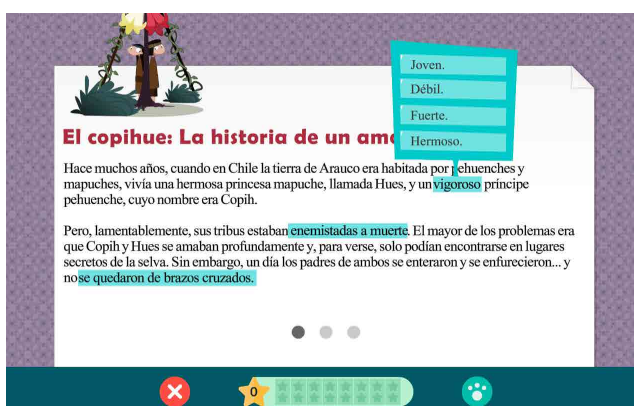 Joven.
Débil.
Fuerte.
Hermoso.
El copihue: La historia de un am
Hace muchos años, cuando en Chile la tierra de Arauco era habitada por pehuenches y
mapuches, vivía una hermosa princesa mapuche, llamada Hues, y un vigoroso príncipe
pehuenche, cuyo nombre era Copih.
Pero, lamentablemente, sus tribus estaban enemistadas a muerte. El mayor de los problemas era
que Copih y Hues se amaban profundamente y, para verse, solo podían encontrarse en lugares
secretos de la selva. Sin embargo, un día los padres de ambos se enteraron y se enfurecieron... y
no se quedaron de brazos cruzados.
0